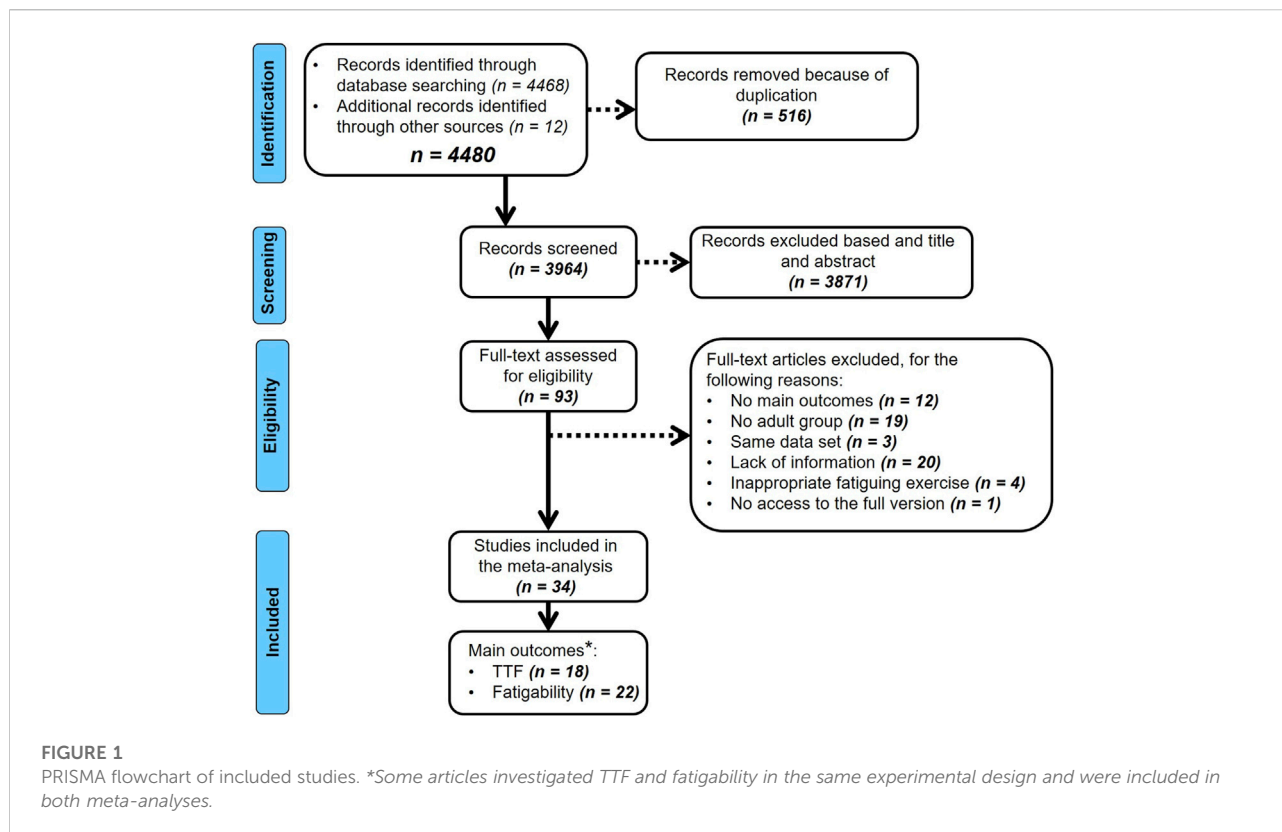 Identification
• Records identified through
database searching (n = 4468)
• Additional records identified
through other sources (n = 12)
n = 4480
Records removed because of
duplication
(n = 516)
Screening
Records screened
(n = 3964)
Records excluded based and title
and abstract
(n = 3871)
Eligibility
Full-text assessed
for eligibility
(n = 93)
Full-text articles excluded, for the
following reasons:
• No main outcomes (n = 12)
• No adult group (n = 19)
• Same data set (n = 3)
• Lack of information (n = 20)
• Inappropriate fatiguing exercise (n = 4)
• No access to the full version (n = 1)
Included
Studies included in
the meta-analysis
(n = 34)
Main outcomes*:
• TTF (n = 18)
• Fatigability (n = 22)
FIGURE 1
PRISMA flowchart of included studies. *Some articles investigated TTF and fatigability in the same experimental design and were included in
both meta-analyses.